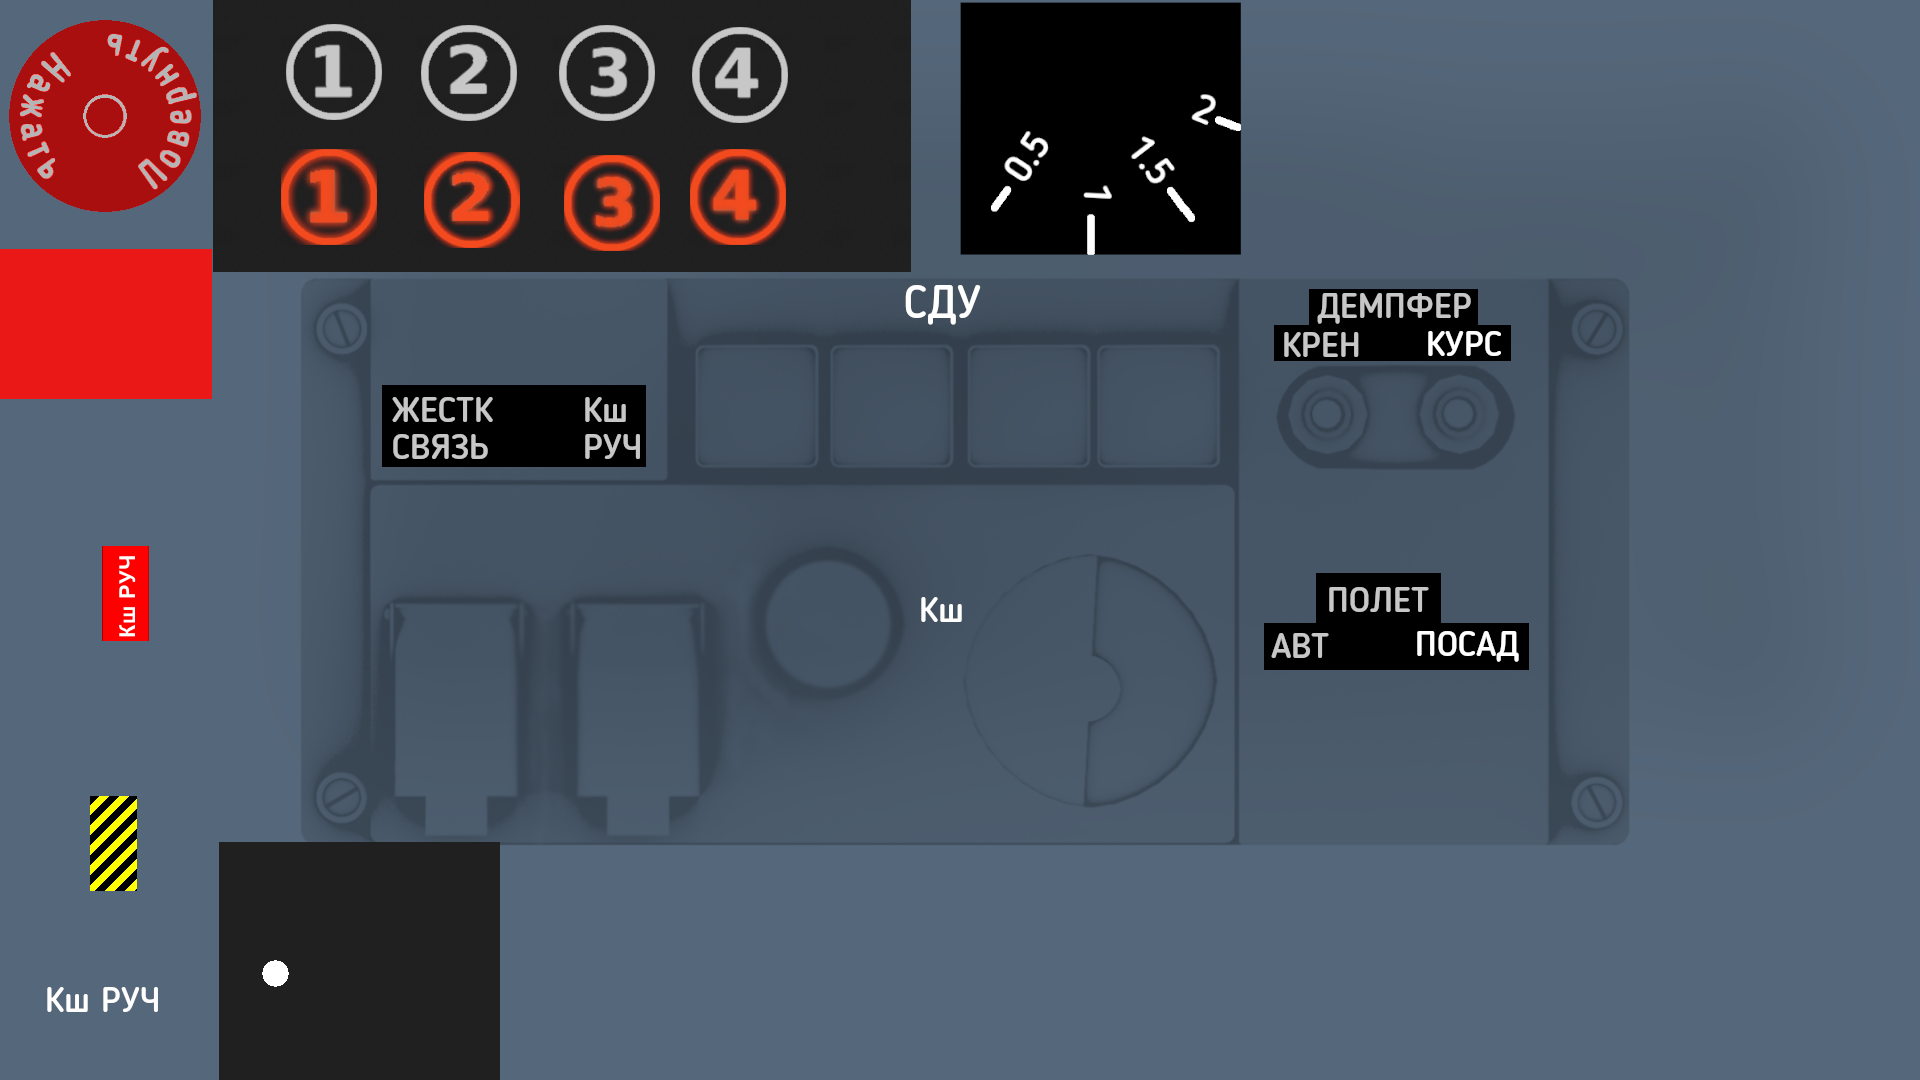 Нажать
Повернуть
1 2 3 4
1 2 3 4
0.5 1 1.5 2
СДУ
ДЕМПФЕР
КРЕН КУРС
ЖЕСТК Кш
СВЯЗЬ РУЧ
Кш РУЧ
Кш
ПОЛЕТ
АВТ ПОСАД
Кш РУЧ